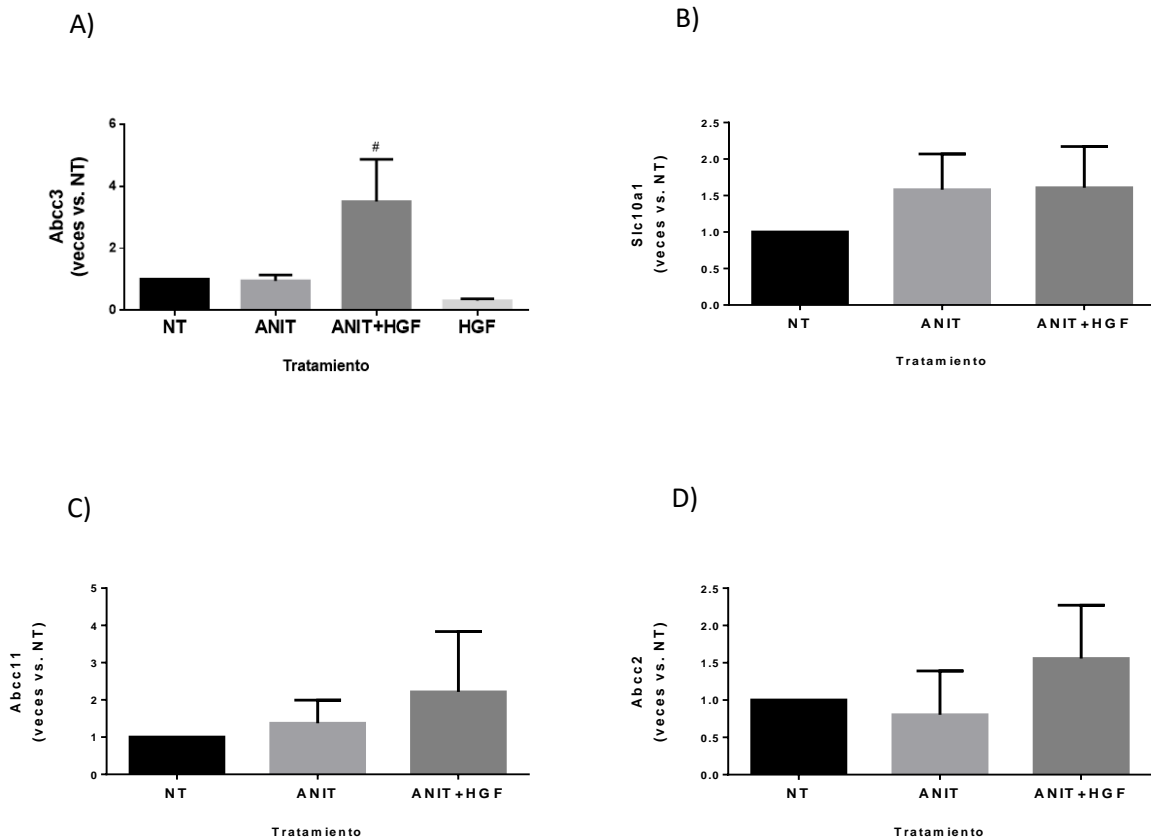 A)
Abcc3
(veces vs. NT)
6
4
2
0
#
NT ANIT ANIT+HGF HGF
Tratamiento
B)
Slc10a1
(veces vs. NT)
2.5
2.0
1.5
1.0
0.5
0.0
NT ANIT ANIT+HGF
Tratamiento
C)
Abcc11
(veces vs. NT)
5
4
3
2
1
0
NT ANIT ANIT+HGF
Tratamiento
D)
Abcc2
(veces vs. NT)
2.5
2.0
1.5
1.0
0.5
0.0
NT ANIT ANIT+HGF
Tratamiento